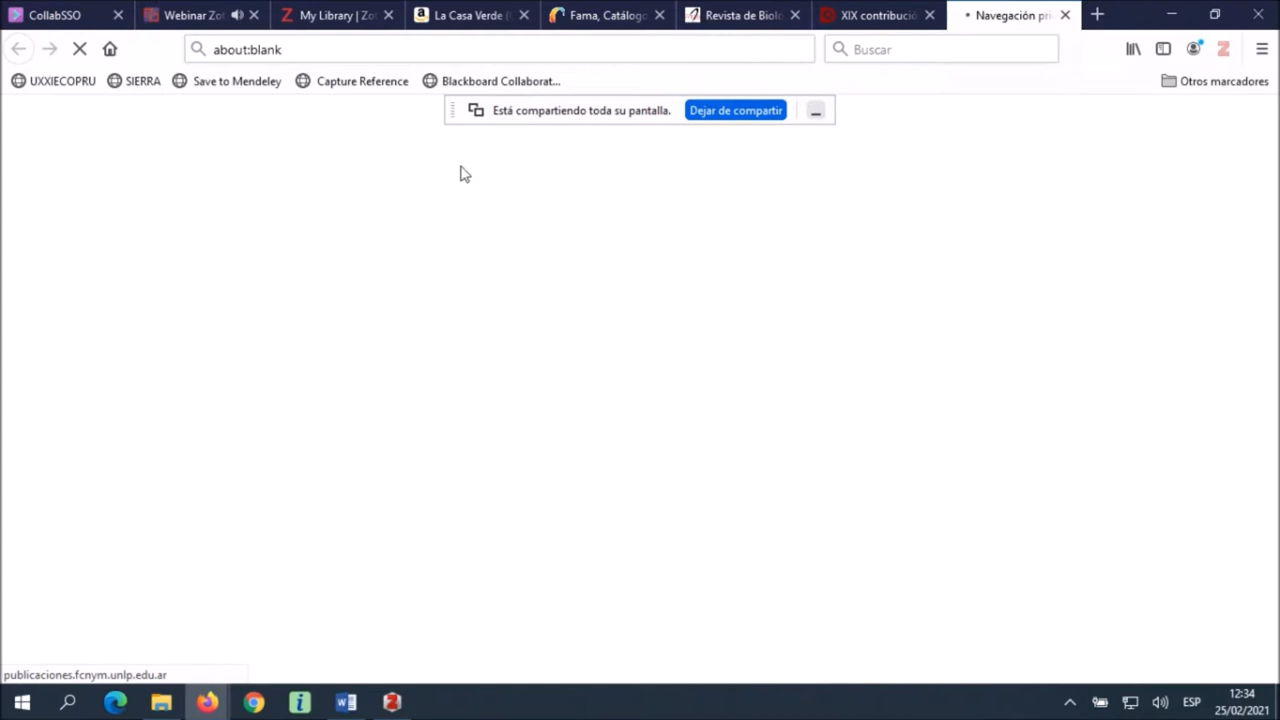 CollabSSO
Webinar Zot
My Library | Zot
La Casa Verde (
Fama, Catálogo
Revista de Biolo
XIX contribució
Navegación pri
about:blank
Buscar
UXXIECOPRU
SIERRA
Save to Mendeley
Capture Reference
Blackboard Collaborat...
Otros marcadores
Está compartiendo toda su pantalla.
Dejar de compartir
publicaciones.fcnym.unlp.edu.ar
ESP
12:34
25/02/2021